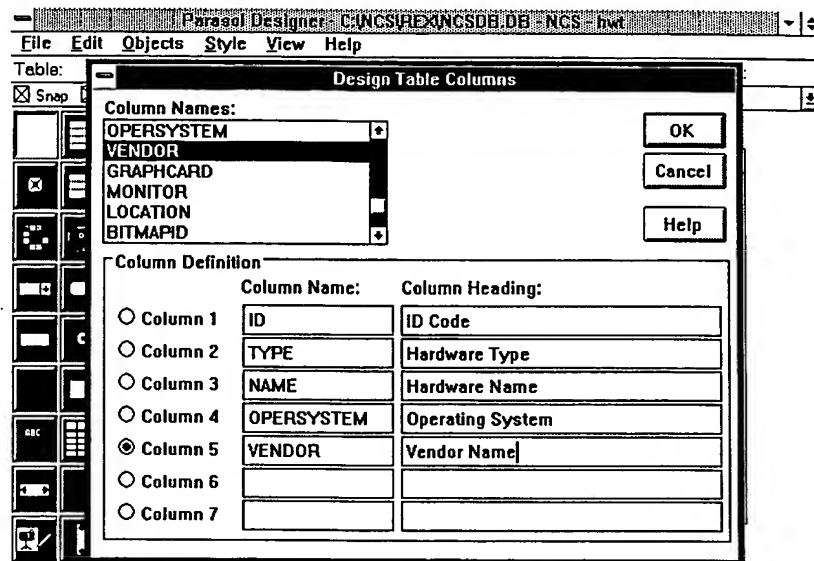 Parasol Designer - C:\NCS\REX\NCSDB.DB - NCS - hwt
File Edit Objects Style View Help
Table:
Snap
Design Table Columns
Column Names:
OPERSYSTEM
VENDOR
GRAPHCARD
MONITOR
LOCATION
BITMAPID
OK
Cancel
Help
Column Definition
Column Name: Column Heading:
Column 1 ID ID Code
Column 2 TYPE Hardware Type
Column 3 NAME Hardware Name
Column 4 OPERSYSTEM Operating System
Column 5 VENDOR Vendor Name
Column 6
Column 7
ABC